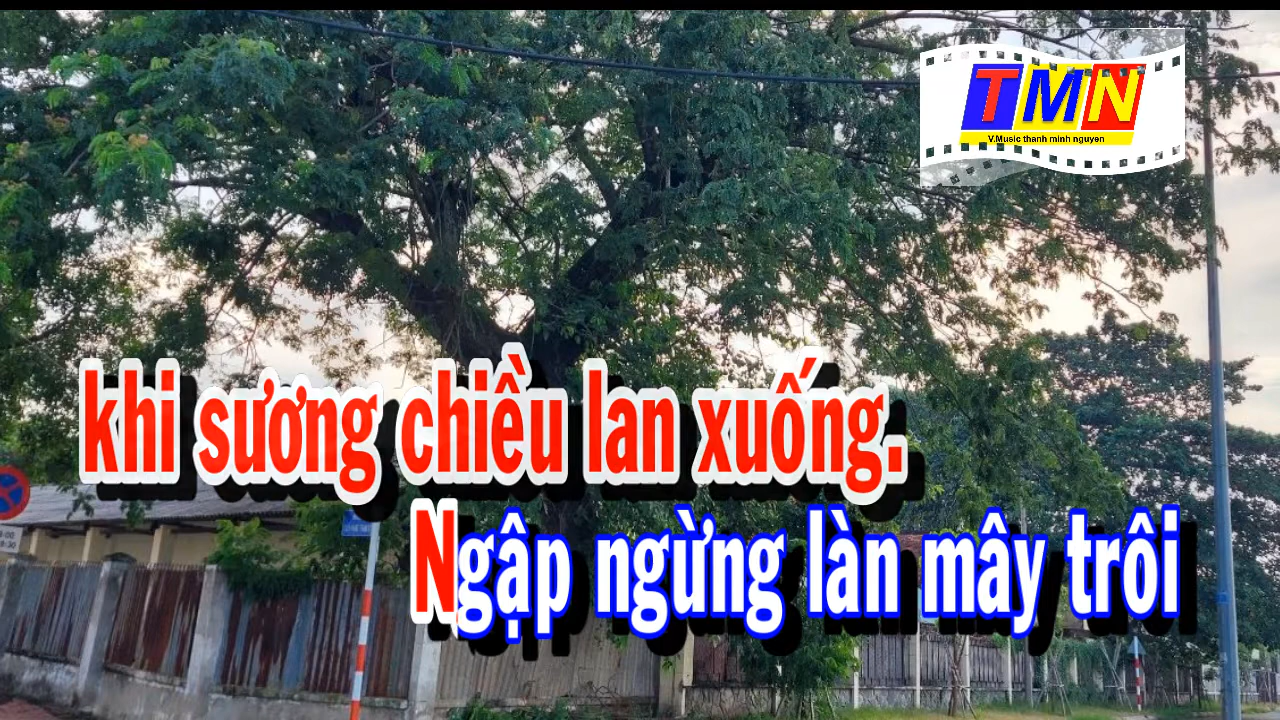 TMN
V.Music thanh minh nguyen
khi sương chiều lan xuống.
Ngập ngừng làn mây trôi